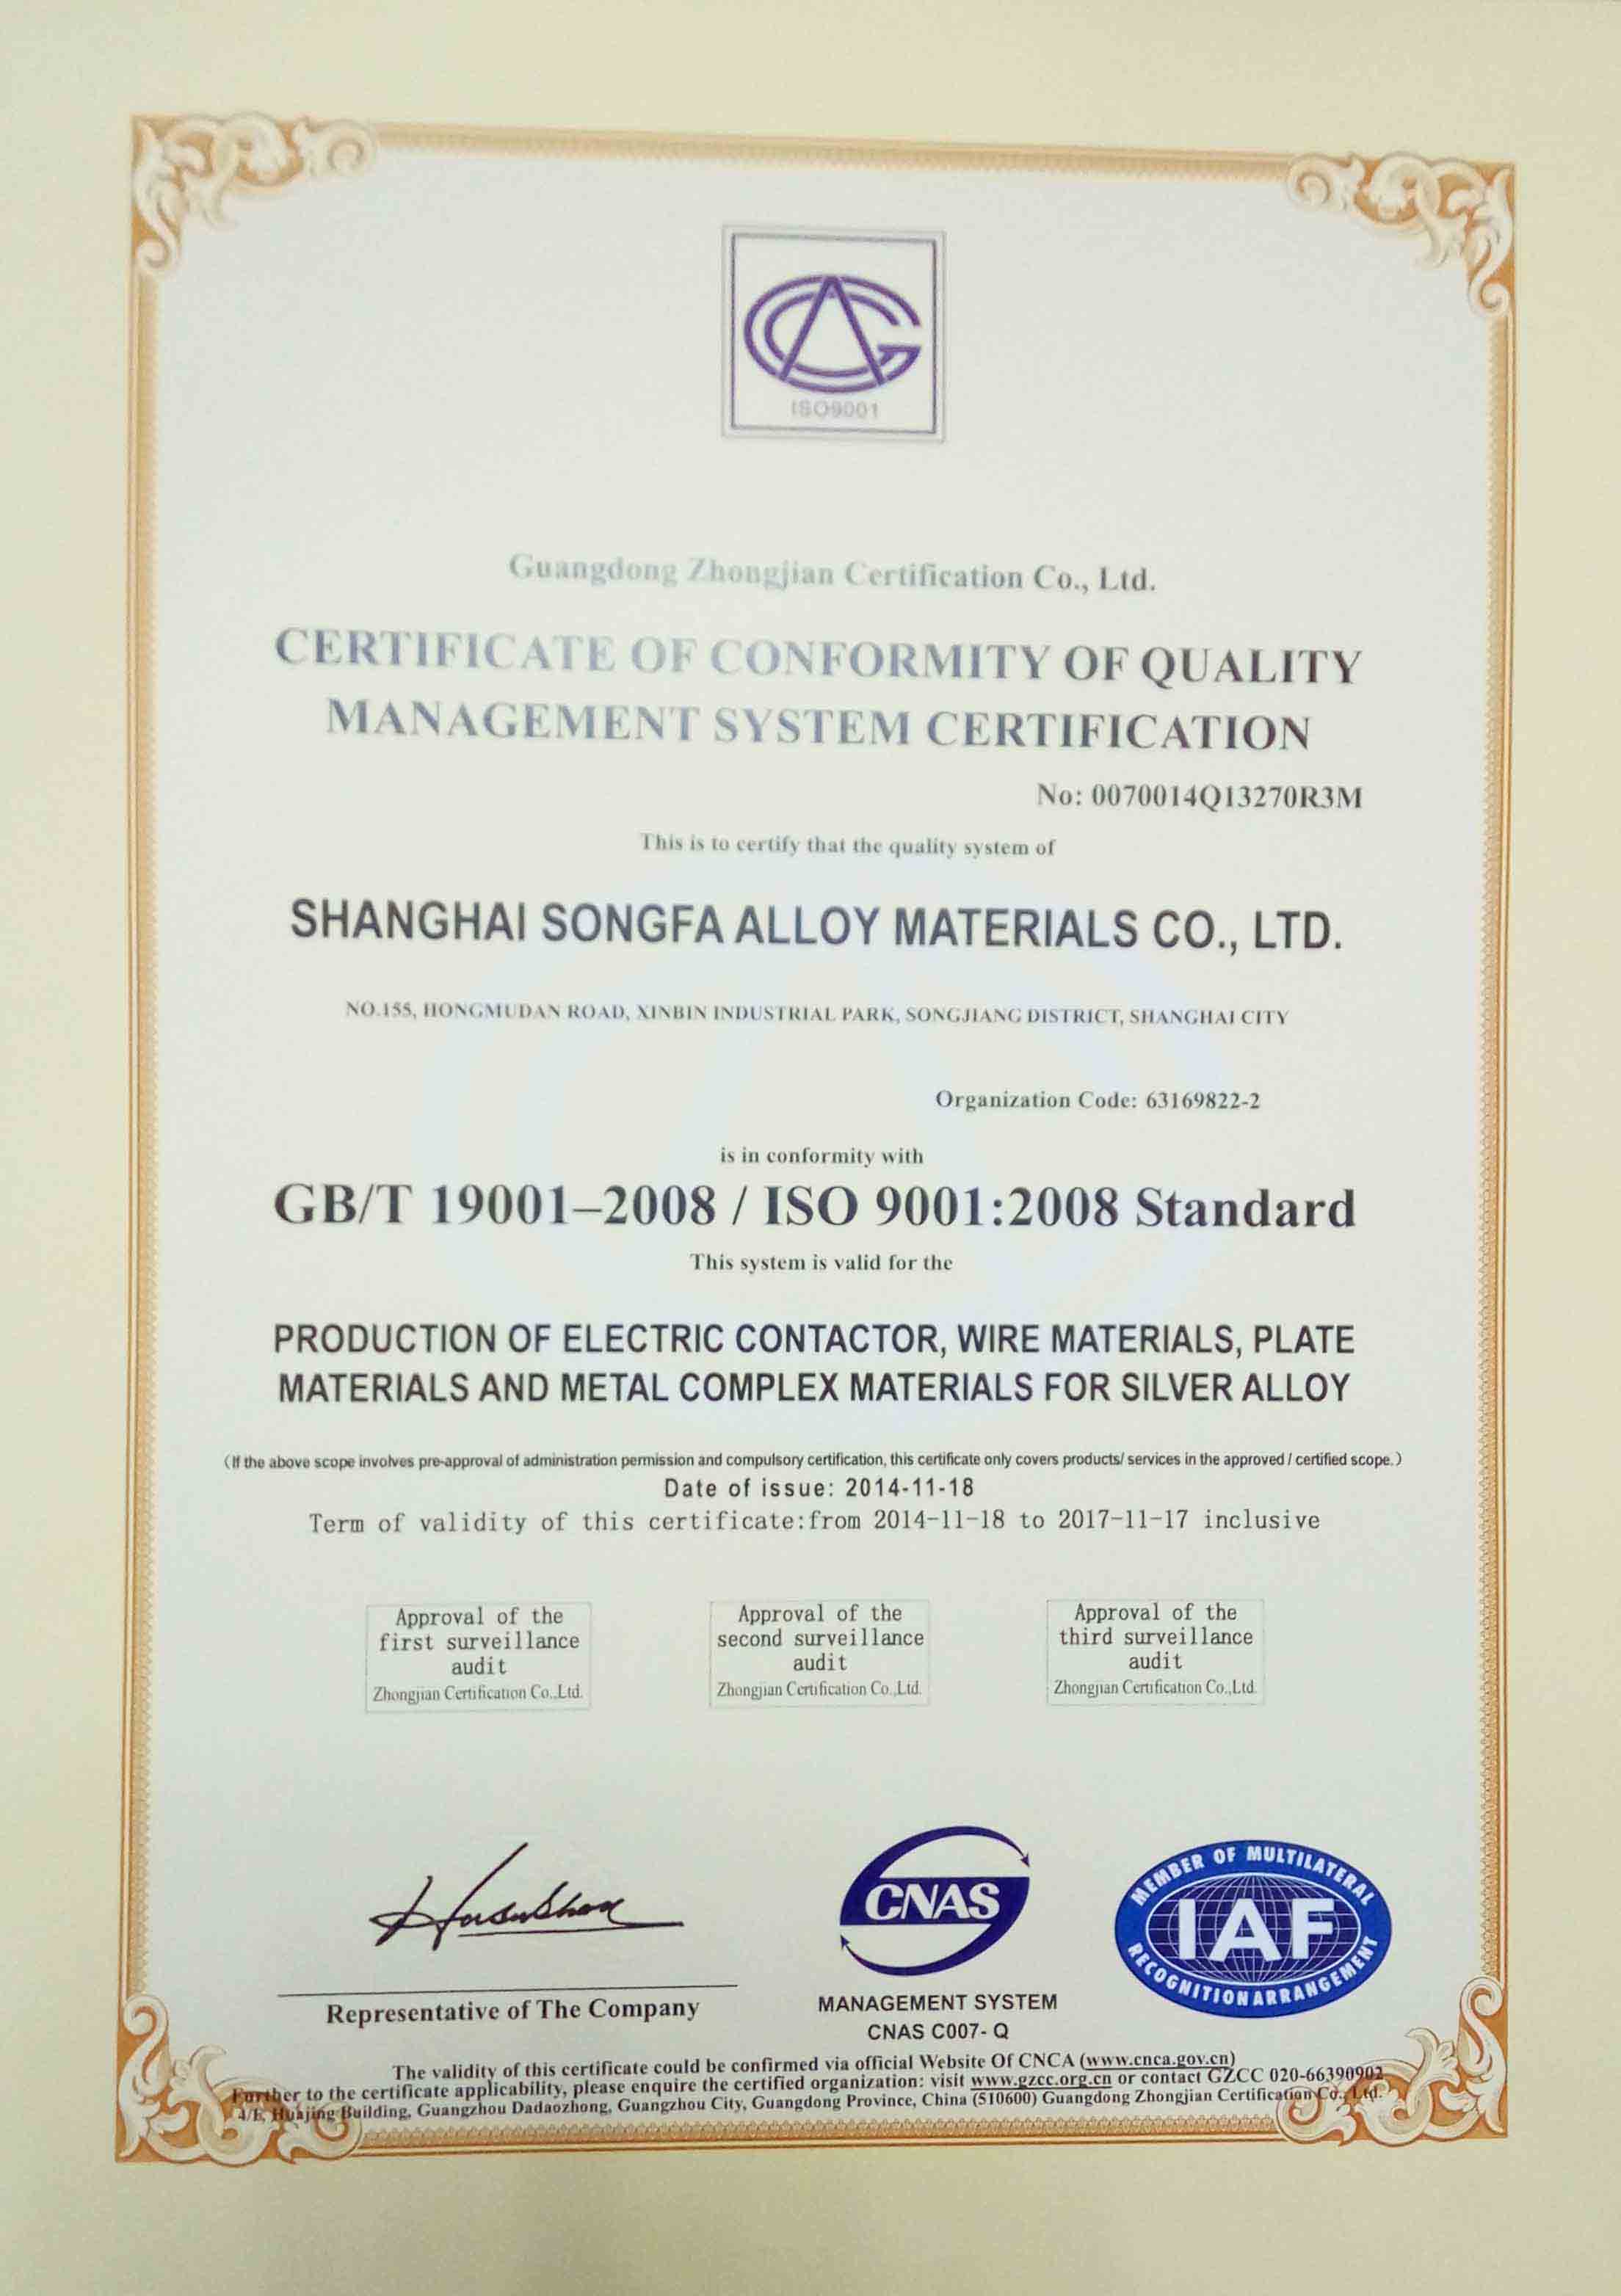 ISO9001
Guangdong Zhongjian Certification Co., Ltd.
CERTIFICATE OF CONFORMITY OF QUALITY
MANAGEMENT SYSTEM CERTIFICATION
No: 0070014Q13270R3M
This is to certify that the quality system of
SHANGHAI SONGFA ALLOY MATERIALS CO., LTD.
NO.155, HONGMUDAN ROAD, XINBIN INDUSTRIAL PARK, SONGJIANG DISTRICT, SHANGHAI CITY
Organization Code: 63169822-2
is in conformity with
GB/T 19001–2008 / ISO 9001:2008 Standard
This system is valid for the
PRODUCTION OF ELECTRIC CONTACTOR, WIRE MATERIALS, PLATE
MATERIALS AND METAL COMPLEX MATERIALS FOR SILVER ALLOY
(If the above scope involves pre-approval of administration permission and compulsory certification, this certificate only covers products/ services in the approved / certified scope.)
Date of issue: 2014-11-18
Term of validity of this certificate:from 2014-11-18 to 2017-11-17 inclusive
Approval of the
first surveillance
audit
Zhongjian Certification Co.,Ltd.
Approval of the
second surveillance
audit
Zhongjian Certification Co.,Ltd.
Approval of the
third surveillance
audit
Zhongjian Certification Co.,Ltd.
Representative of The Company
CNAS
MANAGEMENT SYSTEM
CNAS C007- Q
MEMBER OF MULTILATERAL
IAF
RECOGNITION ARRANGEMENT
The validity of this certificate could be confirmed via official Website Of CNCA (www.cnca.gov.cn)
Further to the certificate applicability, please enquire the certified organization: visit www.gzcc.org.cn or contact GZCC 020-66390902
4/F, Huajing Building, Guangzhou Dadaozhong, Guangzhou City, Guangdong Province, China (510600) Guangdong Zhongjian Certification Co., Ltd.